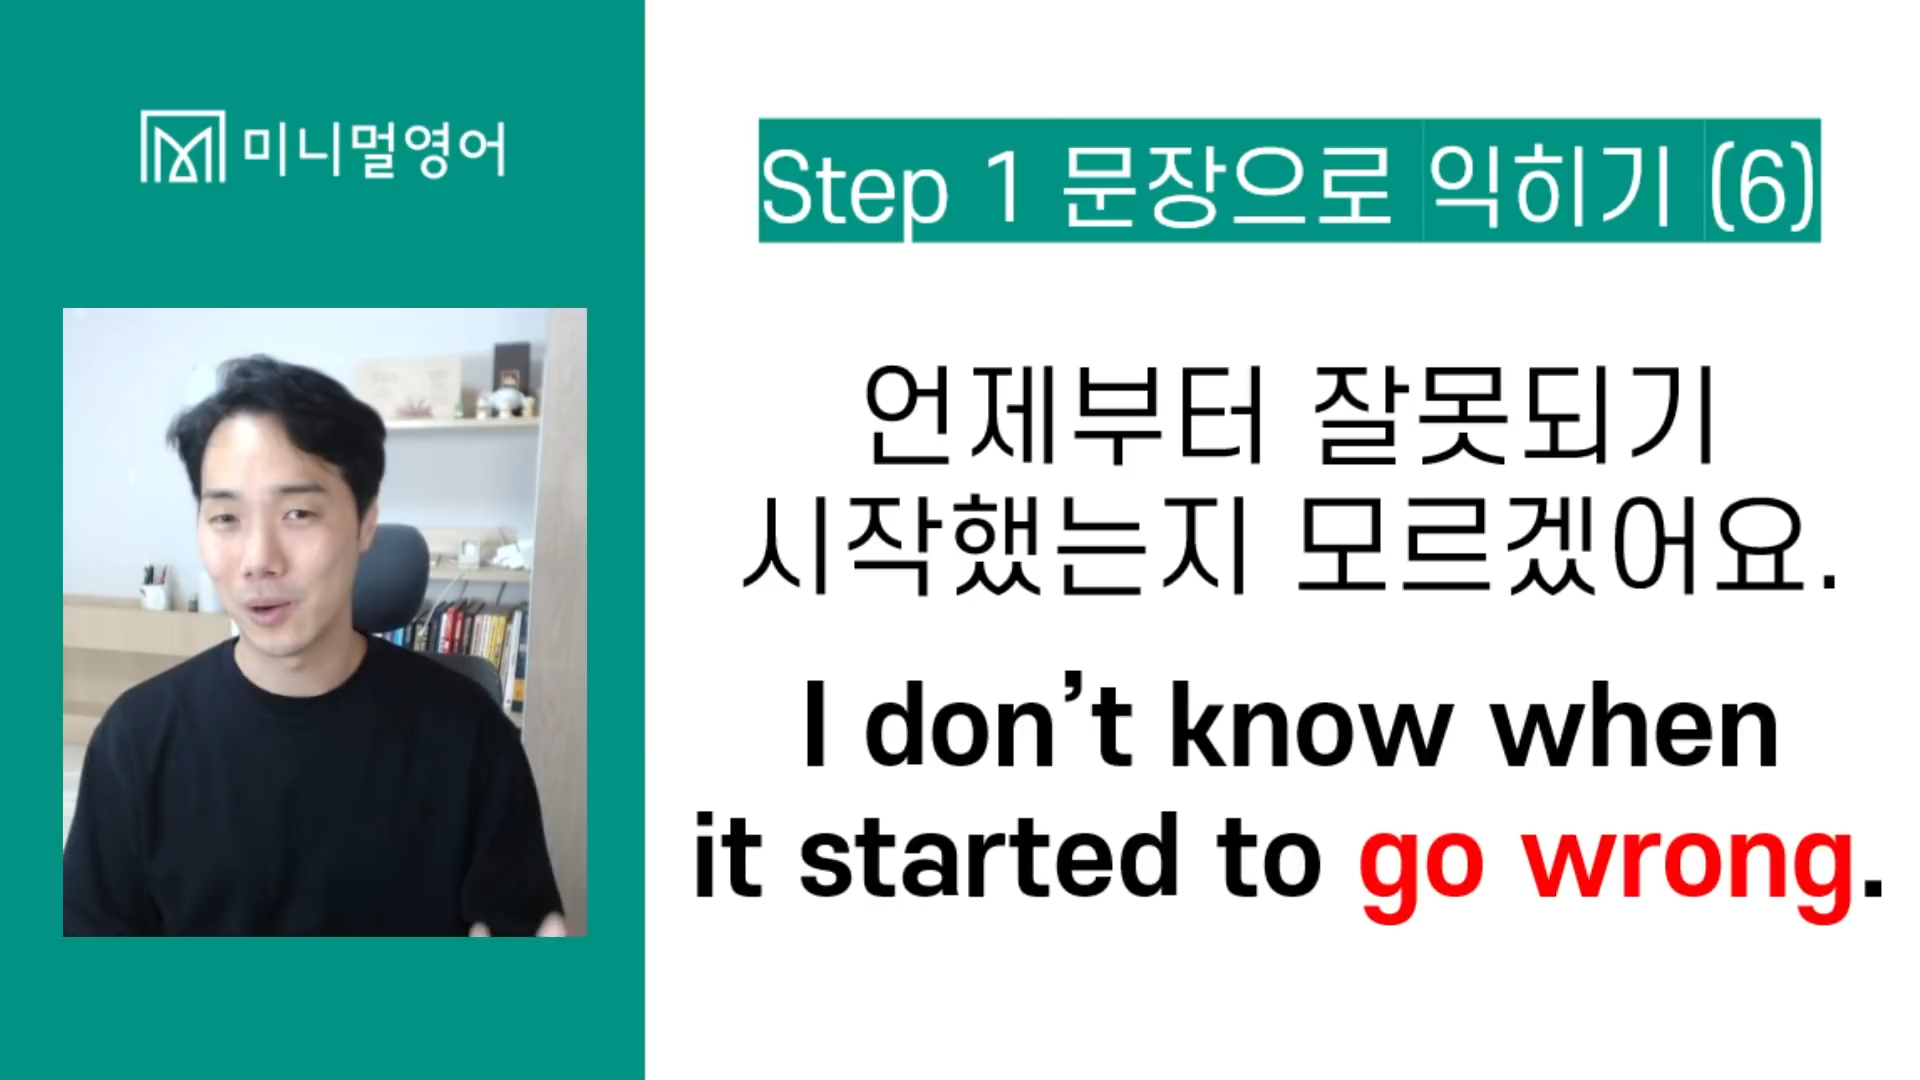 미니멀영어
Step 1 문장으로 익히기 (6)
언제부터 잘못되기
시작했는지 모르겠어요.
I don't know when
it started to go wrong.